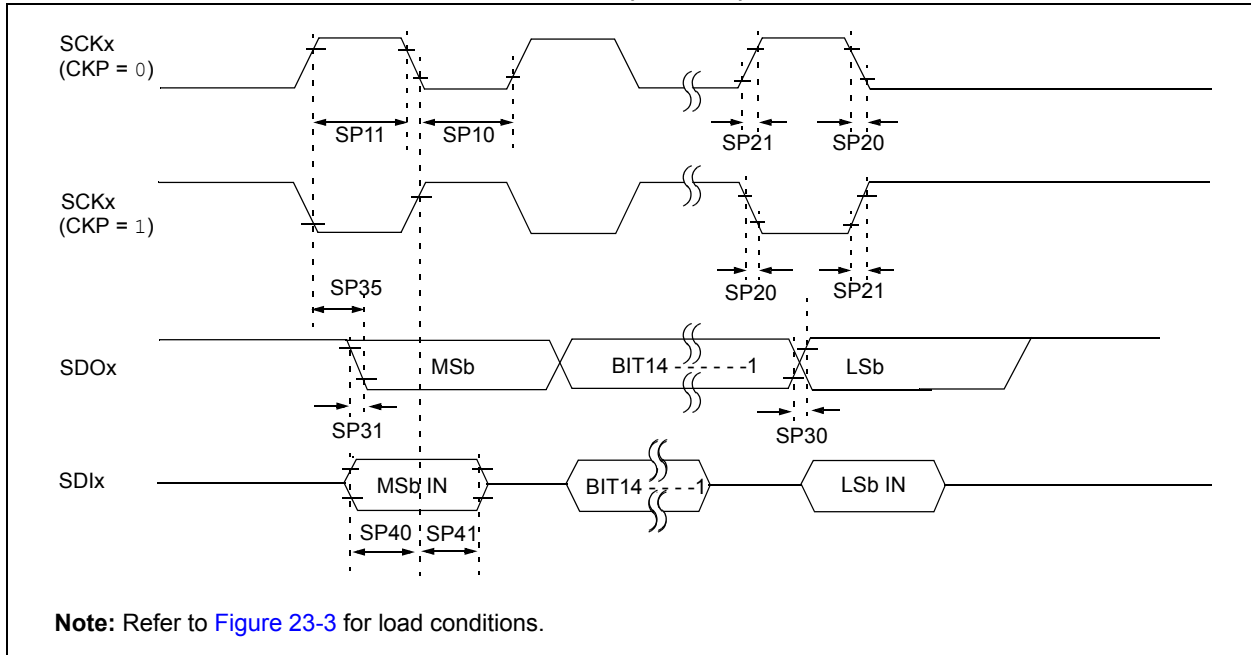 SCKx
(CKP = 0)
SP11
SP10
SP21
SP20
SCKx
(CKP = 1)
SP35
SP20
SP21
SDOx
MSb
BIT14 - - - - - -1
LSb
SP31
SP30
SDIx
MSb IN
BIT14 - - - -1
LSb IN
SP40
SP41
Note: Refer to Figure 23-3 for load conditions.